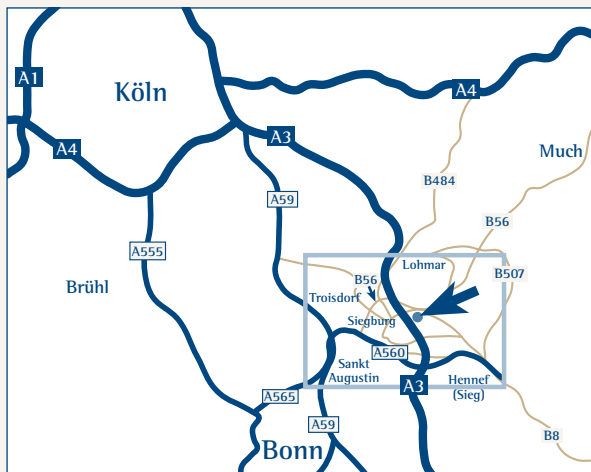 A1
Köln
A4
A4
A3
Much
B484
A59
B56
A555
Lohmar
B507
B56
Brühl
Troisdorf
Siegburg
A560
Sankt
Augustin
A3
Hennef
(Sieg)
A565
A59
B8
Bonn